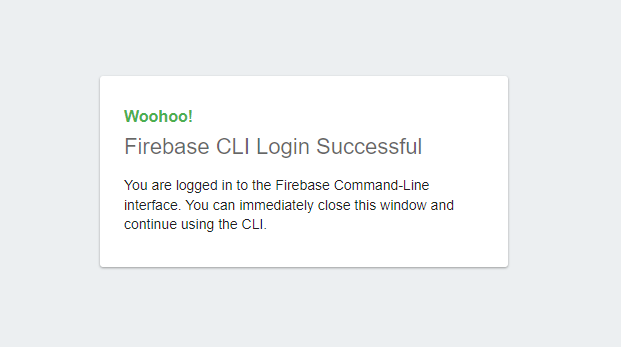 Woohoo!
Firebase CLI Login Successful
You are logged in to the Firebase Command-Line
interface. You can immediately close this window and
continue using the CLI.